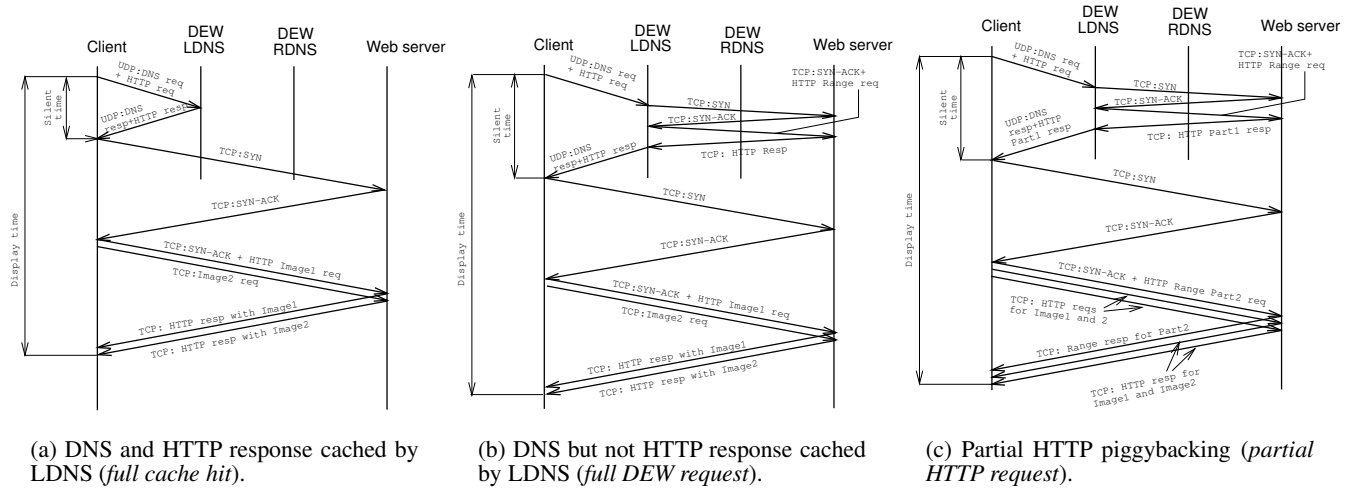 Client
DEW
LDNS
DEW
RDNS
Web server
UDP:DNS req
+ HTTP req
Silent
time
UDP:DNS
resp+HTTP resp
TCP:SYN
TCP:SYN-ACK
Display time
TCP:SYN-ACK + HTTP Image1 req
TCP:Image2 req
TCP: HTTP resp with Image1
TCP: HTTP resp with Image2
(a) DNS and HTTP response cached by
LDNS (full cache hit).
Client
DEW
LDNS
DEW
RDNS
Web server
UDP:DNS req
+ HTTP req
TCP:SYN-ACK+
HTTP Range req
TCP:SYN
TCP:SYN-ACK
Silent
time
TCP: HTTP Resp
UDP:DNS
resp+HTTP resp
TCP:SYN
TCP:SYN-ACK
Display time
TCP:SYN-ACK + HTTP Image1 req
TCP:Image2 req
TCP: HTTP resp with Image1
TCP: HTTP resp with Image2
(b) DNS but not HTTP response cached
by LDNS (full DEW request).
Client
DEW
LDNS
DEW
RDNS
Web server
TCP:SYN-ACK+
HTTP Range req
UDP:DNS req
+ HTTP req
TCP:SYN
TCP:SYN-ACK
Silent
time
UDP:DNS
resp+HTTP
Part1 resp
TCP: HTTP Part1 resp
TCP:SYN
TCP:SYN-ACK
Display time
TCP:SYN-ACK + HTTP Range Part2 req
TCP: HTTP reqs
for Image1 and 2
TCP: Range resp for Part2
TCP: HTTP resp for
Image1 and Image2
(c) Partial HTTP piggybacking (partial
HTTP request).